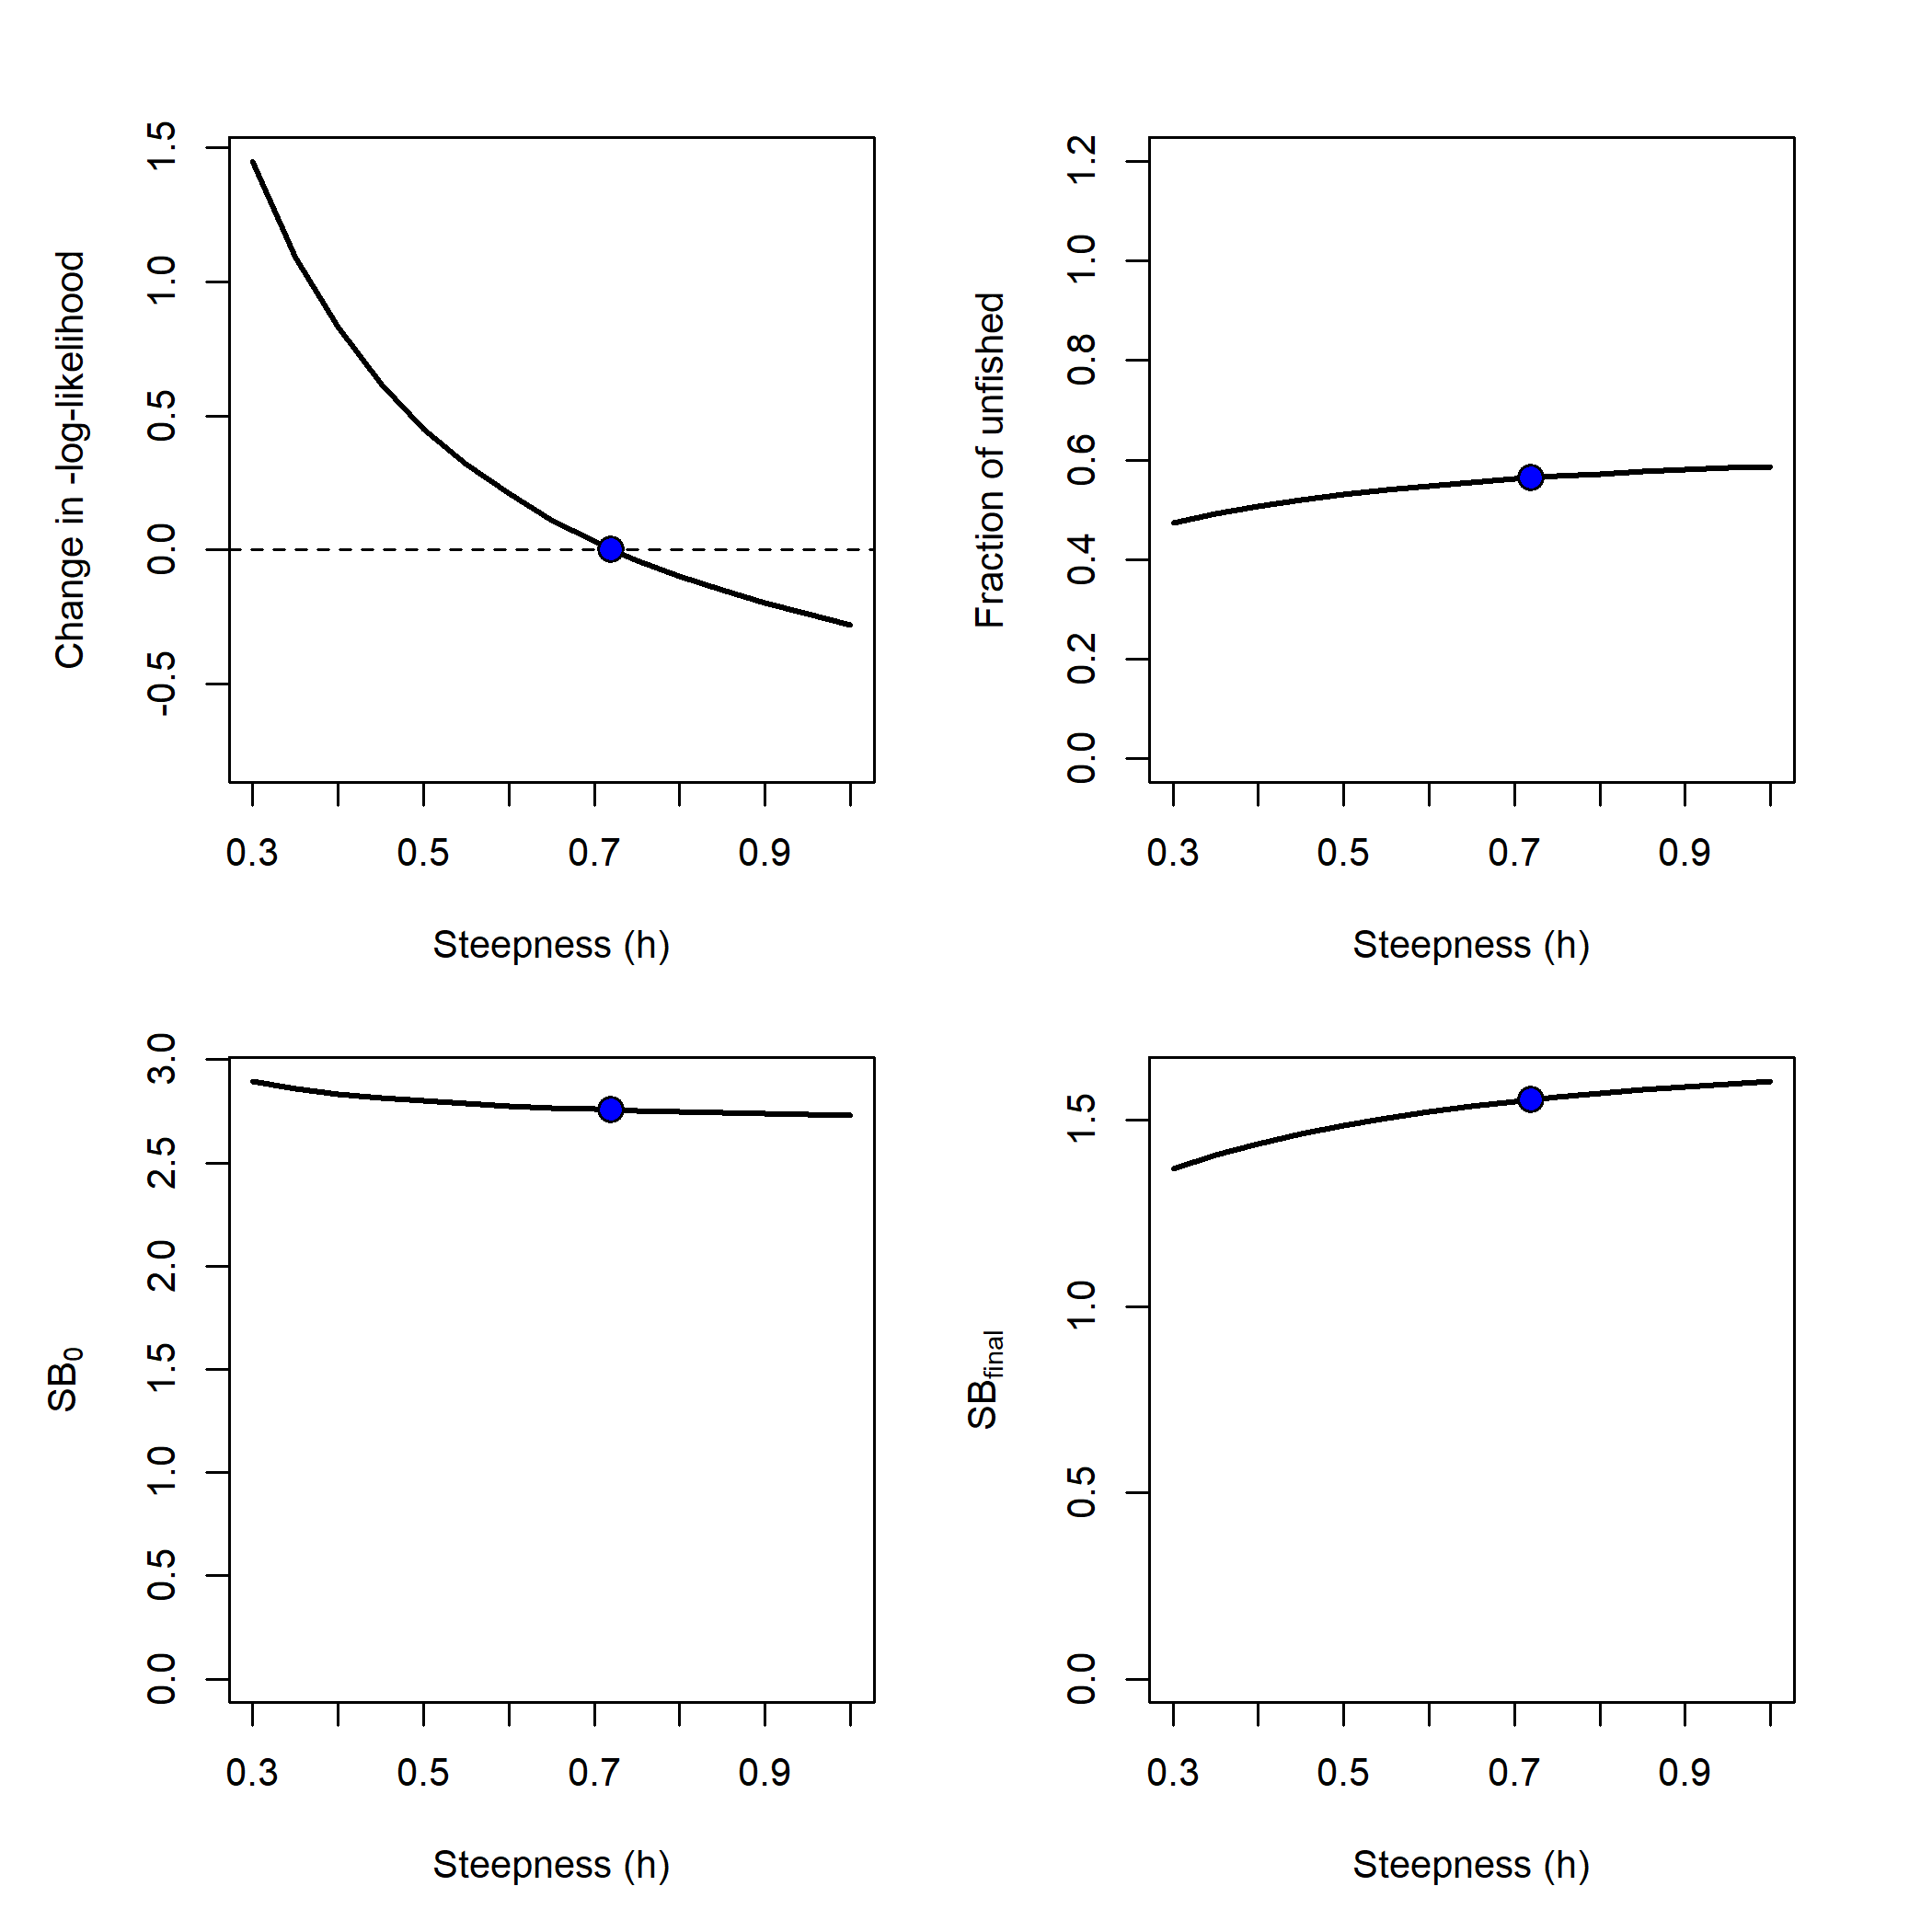 Change in -log-likelihood
1.5
1.0
0.5
0.0
-0.5
0.3 0.5 0.7 0.9
Steepness (h)
Fraction of unfished
1.2
1.0
0.8
0.6
0.4
0.2
0.0
0.3 0.5 0.7 0.9
Steepness (h)
SB0
3.0
2.5
2.0
1.5
1.0
0.5
0.0
0.3 0.5 0.7 0.9
Steepness (h)
SBfinal
1.5
1.0
0.5
0.0
0.3 0.5 0.7 0.9
Steepness (h)